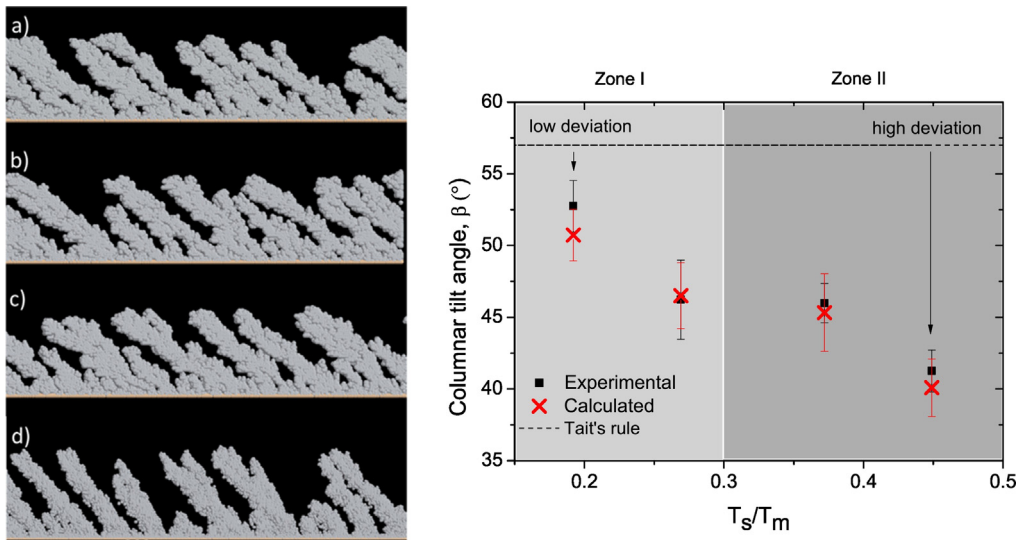 a)
b)
c)
d)
Zone I
Zone II
60
55
50
45
40
35
low deviation
high deviation
Columnar tilt angle, β (°)
Experimental
Calculated
Tait's rule
0.2
0.3
0.4
0.5
Tₛ/Tₘ